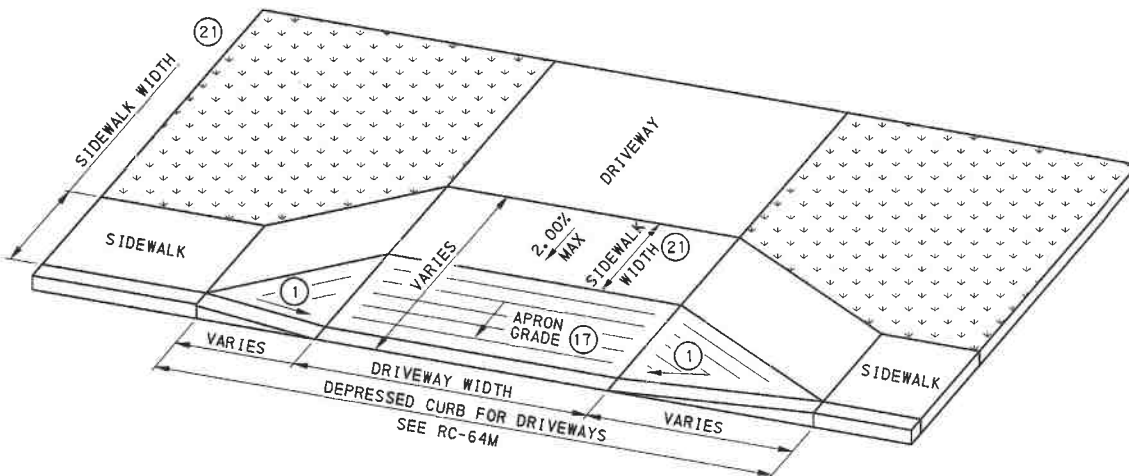 21
SIDEWALK WIDTH
DRIVEWAY
SIDEWALK
VARIES
2.00%
MAX
SIDEWALK
WIDTH 21
1
APRON
GRADE 17
1
SIDEWALK
VARIES
DRIVEWAY WIDTH
VARIES
DEPRESSED CURB FOR DRIVEWAYS
SEE RC-64M